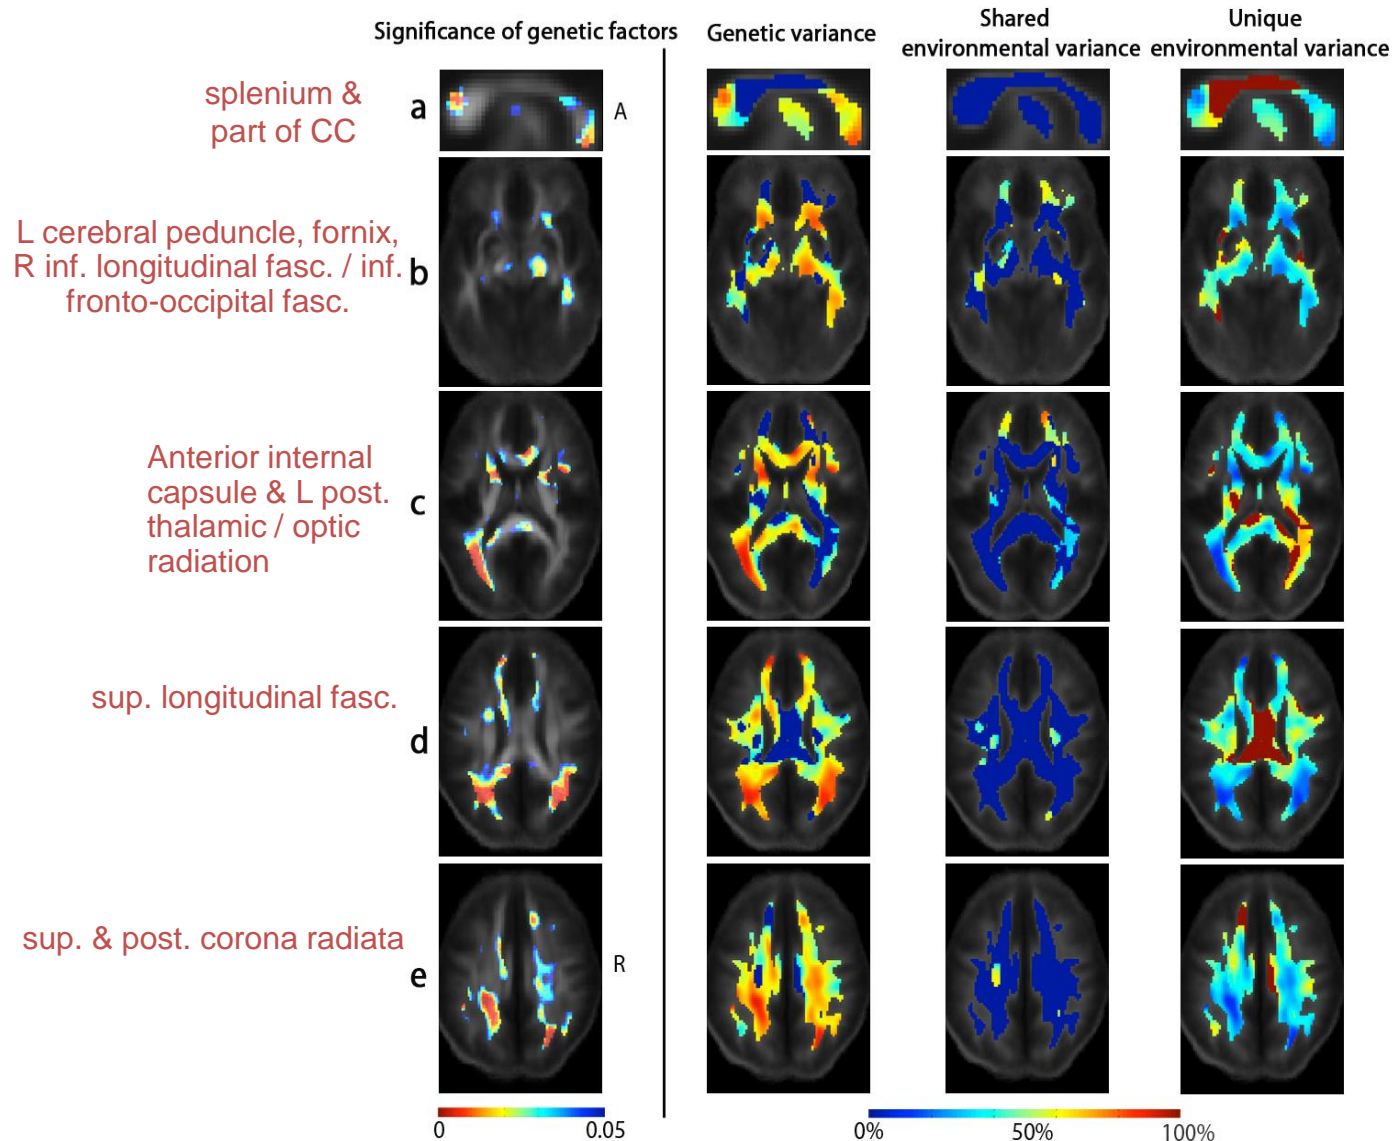 Significance of genetic factors
Genetic variance
Shared
environmental variance
Unique
environmental variance
splenium &
part of CC
a
A
L cerebral peduncle, fornix,
R inf. longitudinal fasc. / inf.
fronto-occipital fasc.
b
Anterior internal
capsule & L post.
thalamic / optic
radiation
c
sup. longitudinal fasc.
d
sup. & post. corona radiata
e
R
0
0.05
0%
50%
100%